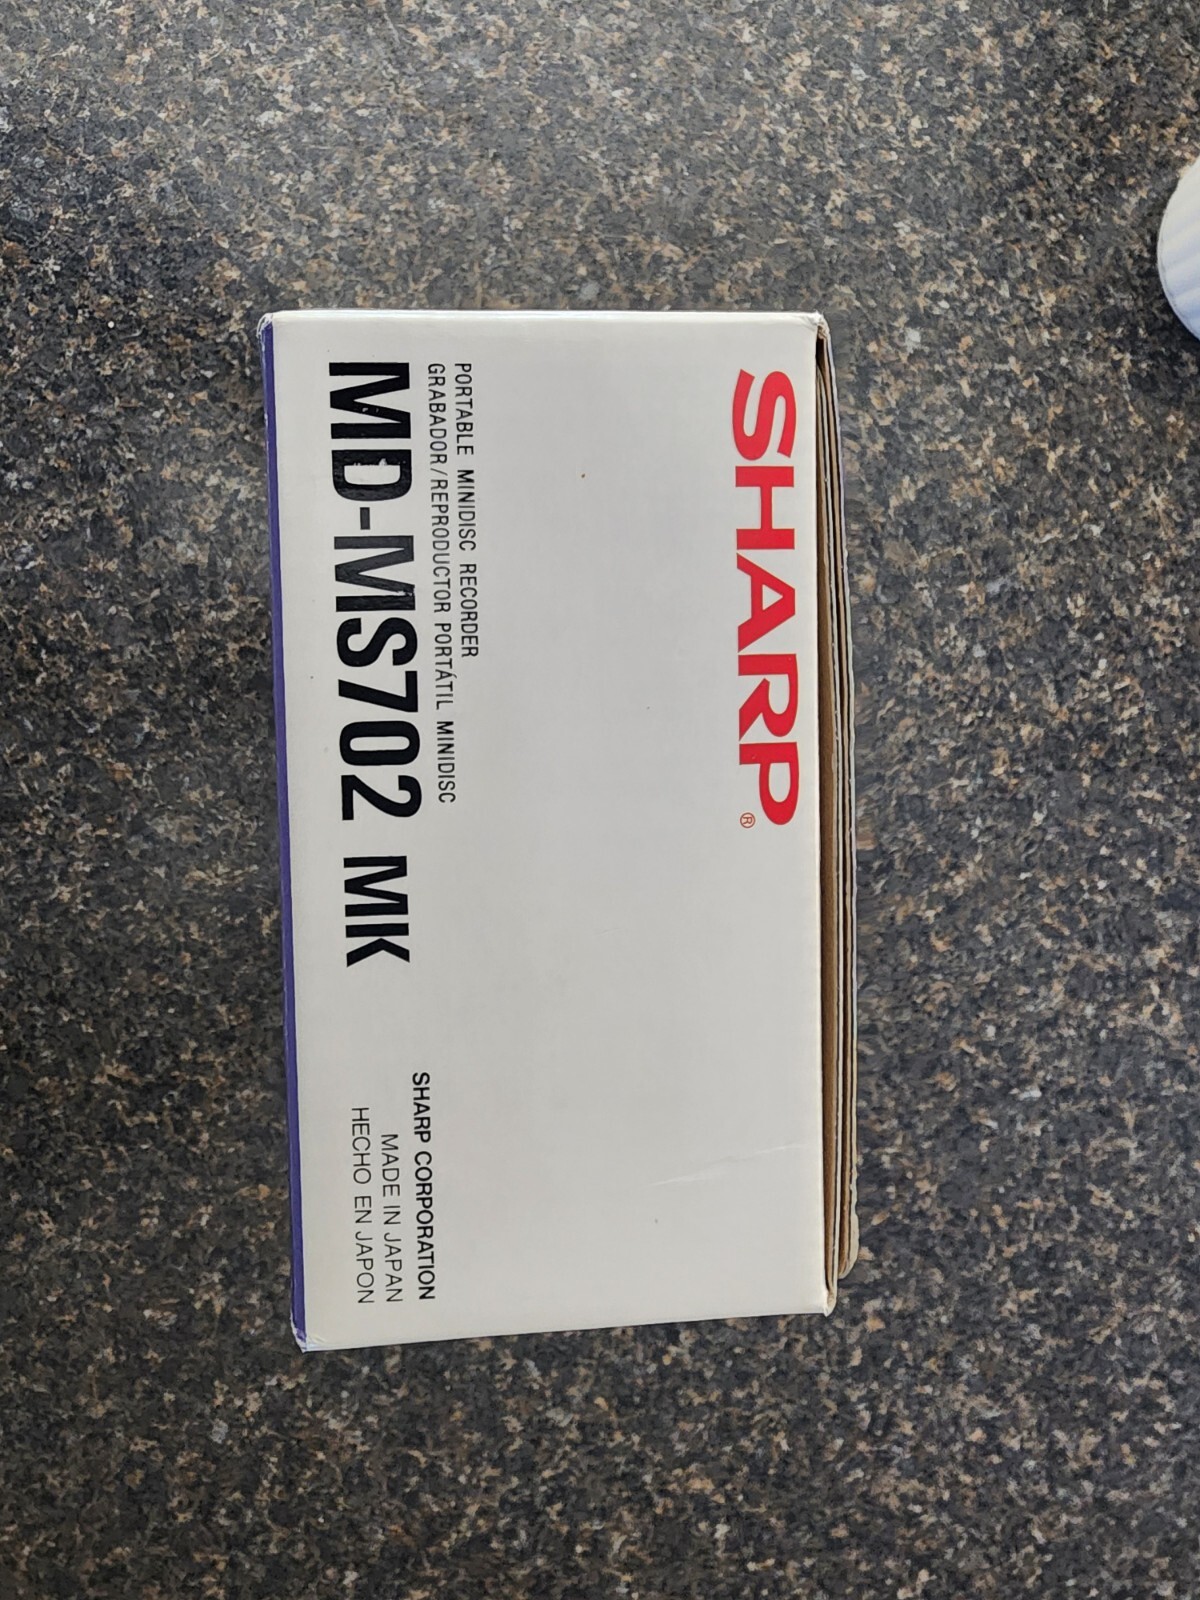 SHARP®
PORTABLE MINIDISC RECORDER
GRABADOR/REPRODUCTOR PORTÁTIL MINIDISC
MD-MS702 MK
SHARP CORPORATION
MADE IN JAPAN
HECHO EN JAPON